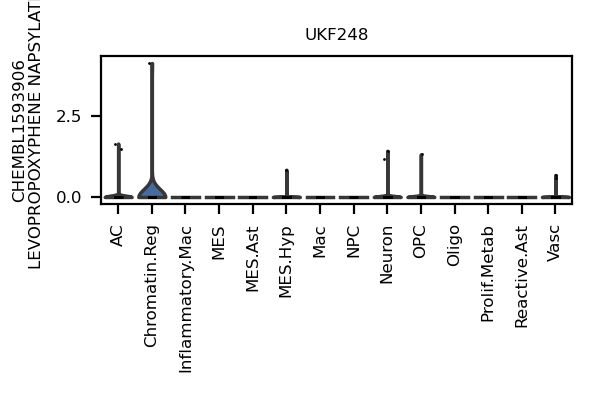 UKF248
CHEMBL1593906
LEVOPROPOXYPHENE NAPSYLAT
2.5
0.0
AC
Chromatin.Reg
Inflammatory.Mac
MES
MES.Ast
MES.Hyp
Mac
NPC
Neuron
OPC
Oligo
Prolif.Metab
Reactive.Ast
Vasc